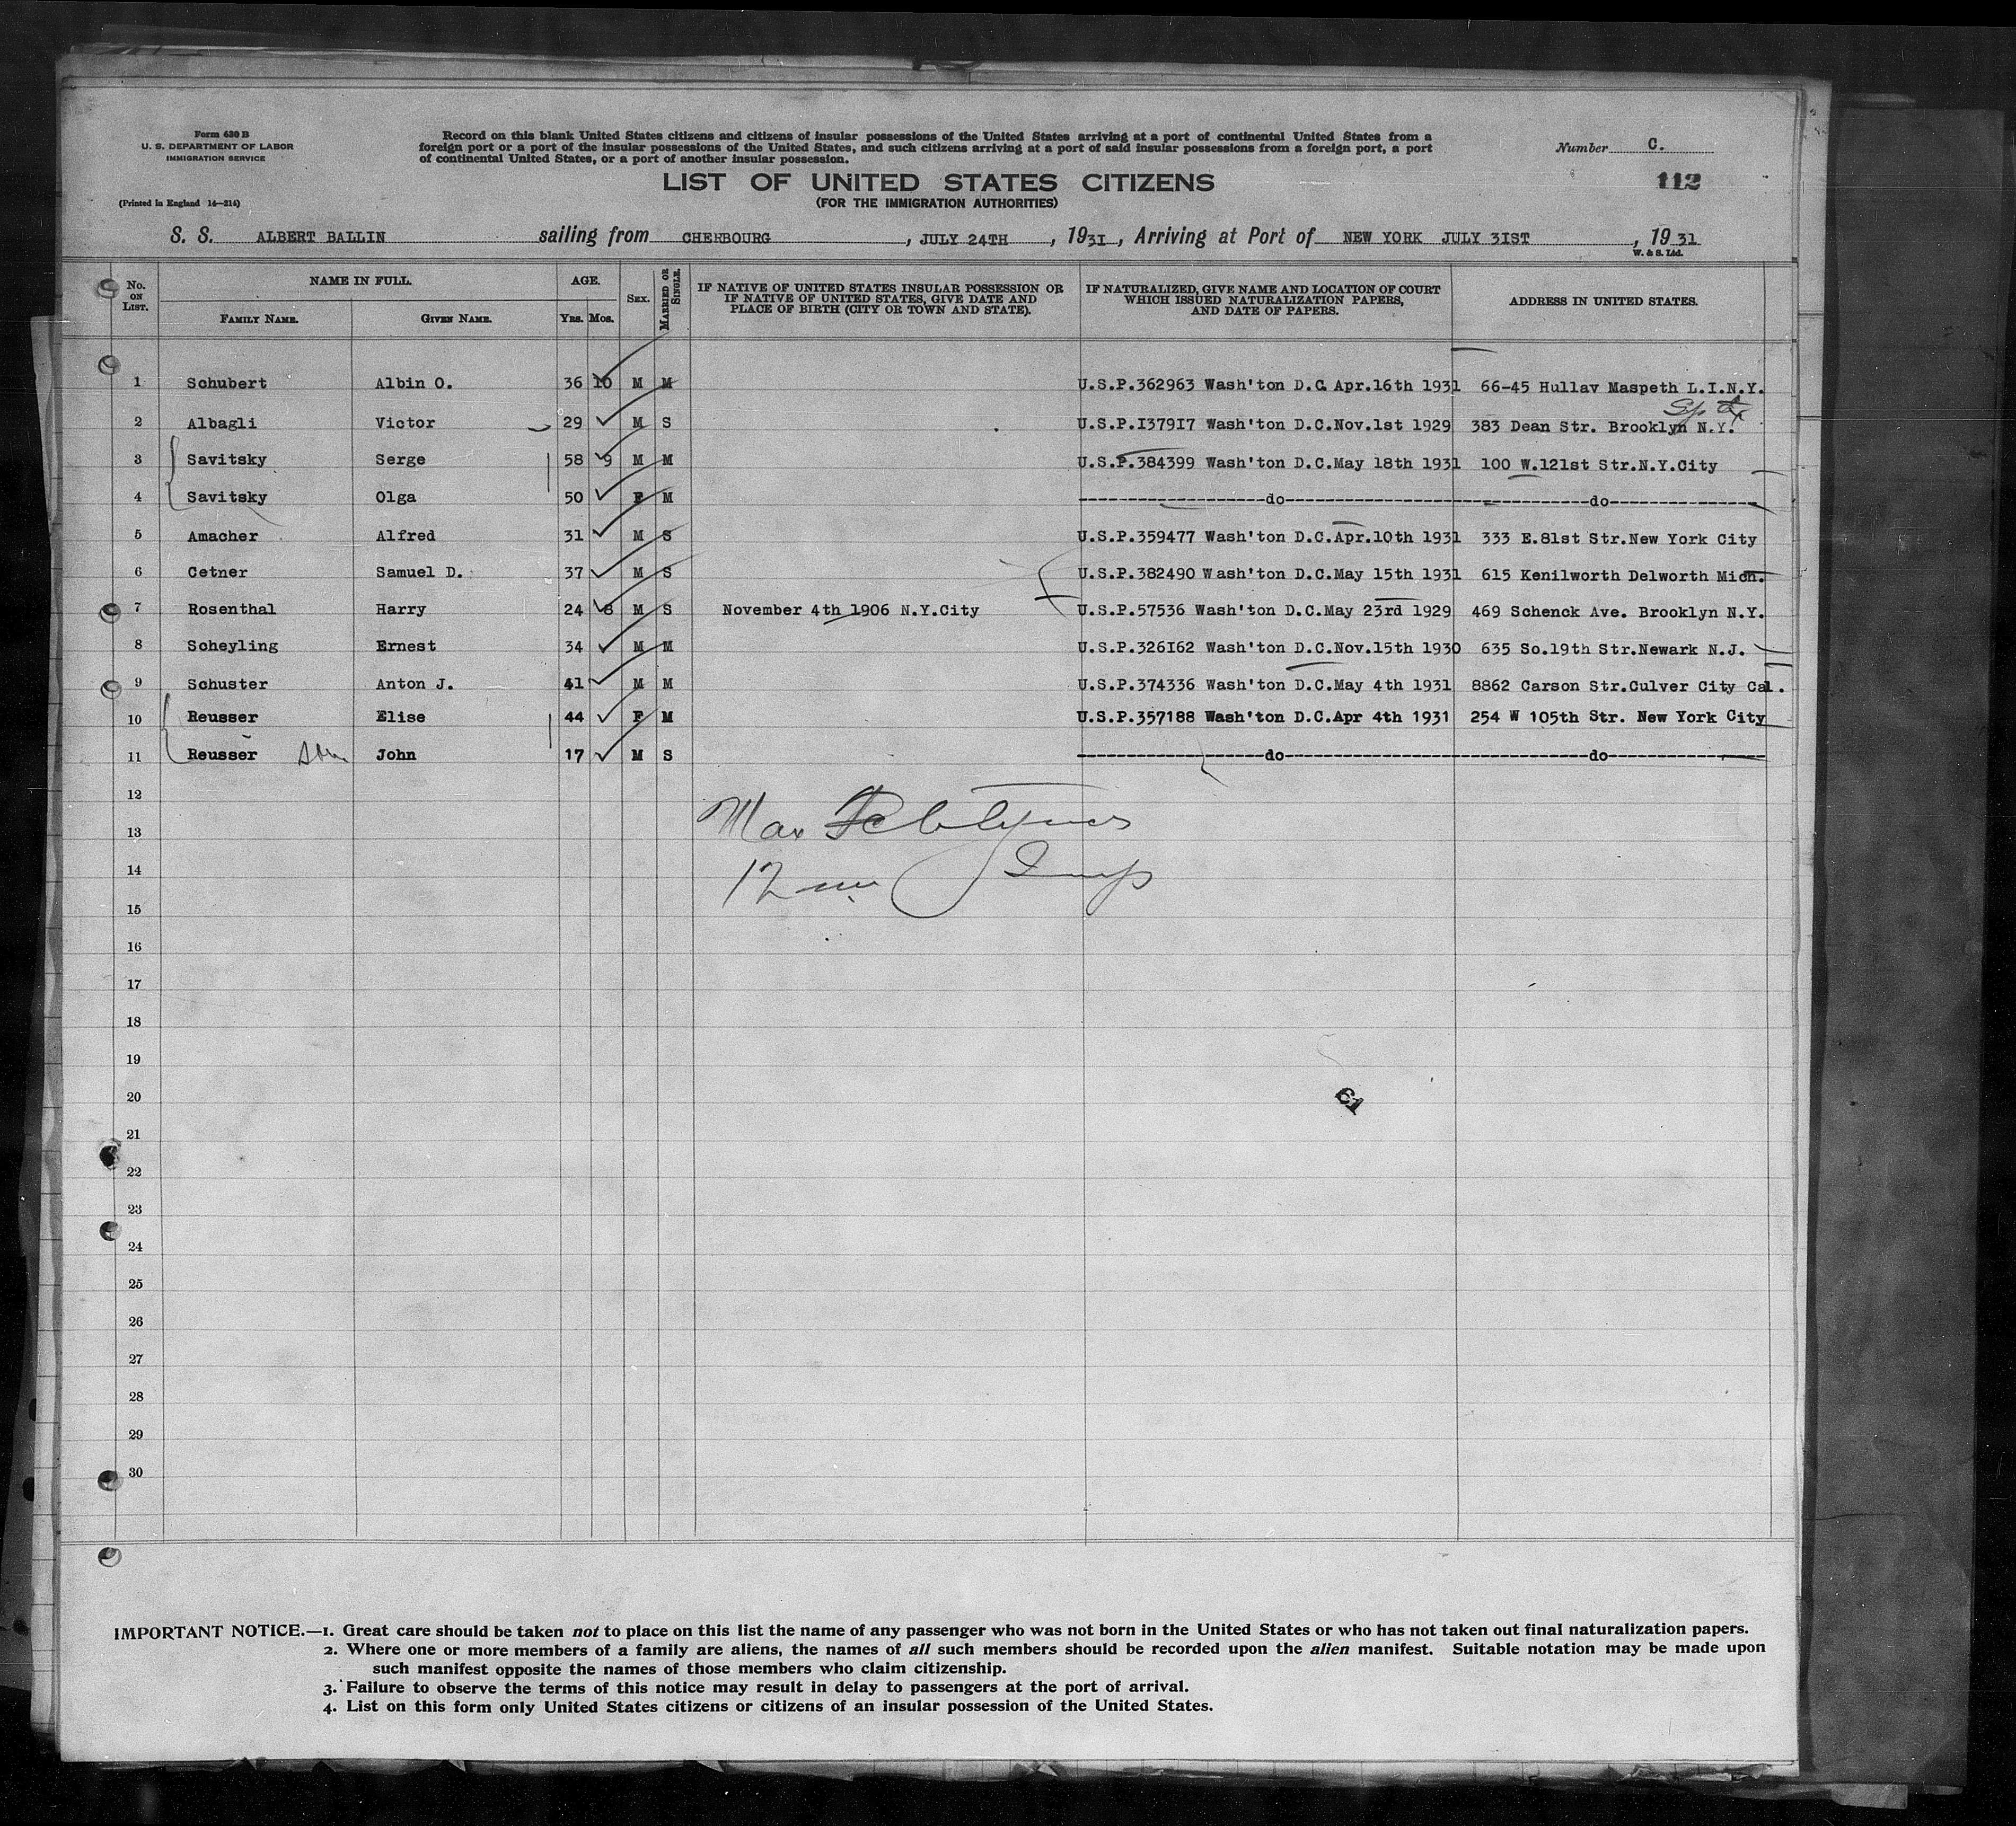 Form 630 B
U. S. DEPARTMENT OF LABOR
IMMIGRATION SERVICE
(Printed in England 14—214)
Record on this blank United States citizens and citizens of insular possessions of the United States arriving at a port of continental United States from a
foreign port or a port of the insular possessions of the United States, and such citizens arriving at a port of said insular possessions from a foreign port, a port
of continental United States, or a port of another insular possession.
Number C.
112
LIST OF UNITED STATES CITIZENS
(FOR THE IMMIGRATION AUTHORITIES)
S. S. ALBERT BALLIN sailing from CHERBOURG, JULY 24TH, 1931, Arriving at Port of NEW YORK JULY 3IST, 19 31
W. & S. Ltd.
No. ON LIST. NAME IN FULL. FAMILY NAME. GIVEN NAME. AGE. YRS. MOS. SEX. MARRIED OR SINGLE. IF NATIVE OF UNITED STATES INSULAR POSSESSION OR IF NATIVE OF UNITED STATES, GIVE DATE AND PLACE OF BIRTH (CITY OR TOWN AND STATE). IF NATURALIZED, GIVE NAME AND LOCATION OF COURT WHICH ISSUED NATURALIZATION PAPERS, AND DATE OF PAPERS. ADDRESS IN UNITED STATES.
1 Schubert Albin O. 36 10 M M U.S.P.362963 Wash'ton D.C. Apr.16th 1931 66-45 Hullav Maspeth L.I.N.Y.
2 Albagli Victor 29 M S U.S.P.I379I7 Wash'ton D.C.Nov.1st 1929 383 Dean Str. Brooklyn N.Y.
3 Savitsky Serge 58 9 M M U.S.P.384399 Wash'ton D.C.May 18th 1931 100 W.121st Str.N.Y.City
4 Savitsky Olga 50 F M do do
5 Amacher Alfred 31 M S U.S.P.359477 Wash'ton D.C.Apr.10th 1931 333 E.81st Str.New York City
6 Cetner Samuel D. 37 M S U.S.P.382490 Wash'ton D.C.May 15th 1931 615 Kenilworth Delworth Mich.
7 Rosenthal Harry 24 8 M S November 4th 1906 N.Y.City U.S.P.57536 Wash'ton D.C.May 23rd 1929 469 Schenck Ave. Brooklyn N.Y.
8 Scheyling Ernest 34 M M U.S.P.326I62 Wash'ton D.C.Nov.15th 1930 635 So.19th Str.Newark N.J.
9 Schuster Anton J. 41 M M U.S.P.374336 Wash'ton D.C.May 4th 1931 8862 Carson Str.Culver City Cal.
10 Reusser Elise 44 F M U.S.P.357188 Wash'ton D.C.Apr 4th 1931 254 W 105th Str. New York City
11 Reusser son John 17 M S do do
12
13 Max
14 12 Insp
15
16
17
18
19
20
61
21
22
23
24
25
26
27
28
29
30
IMPORTANT NOTICE.—1. Great care should be taken not to place on this list the name of any passenger who was not born in the United States or who has not taken out final naturalization papers.
2. Where one or more members of a family are aliens, the names of all such members should be recorded upon the alien manifest. Suitable notation may be made upon
such manifest opposite the names of those members who claim citizenship.
3. Failure to observe the terms of this notice may result in delay to passengers at the port of arrival.
4. List on this form only United States citizens or citizens of an insular possession of the United States.